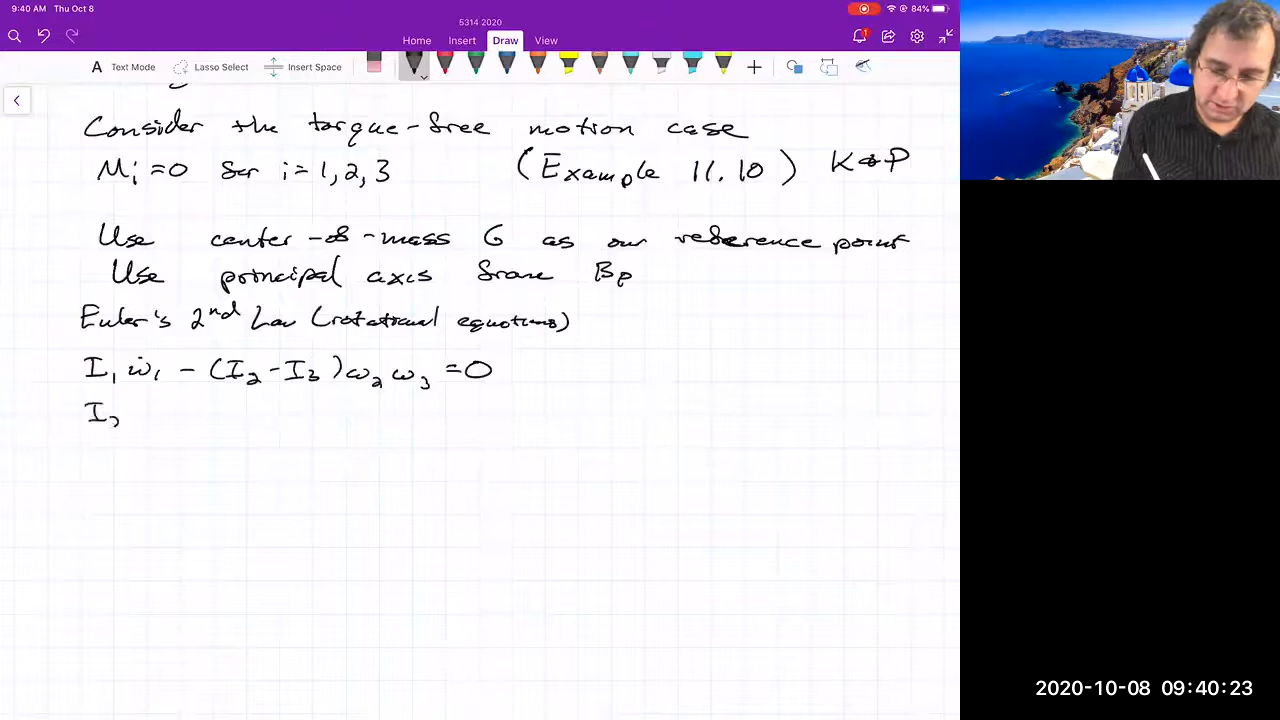 9:40 AM Thu Oct 8
84%
5314 2020
Home Insert Draw View
A Text Mode Lasso Select Insert Space
Consider the torque-free motion case
Mi = 0 for i = 1, 2, 3 (Example 11.10) K&P
Use center-of-mass G as our reference point
Use principal axis frame Bp
Euler's 2nd Law (rotational equations)
I₁ ω̇₁ − (I₂ − I₃) ω₂ ω₃ = 0
I₂
2020-10-08 09:40:23